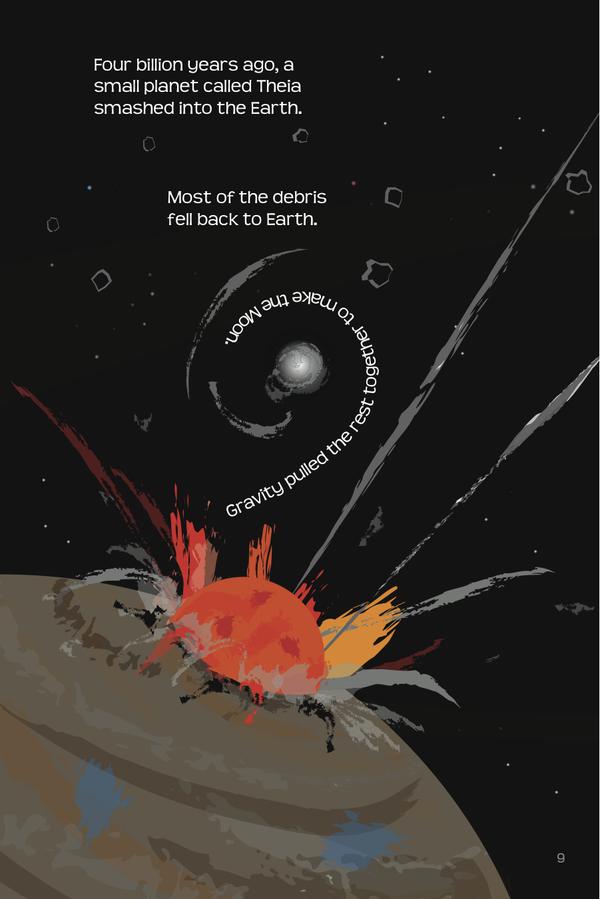 Four billion years ago, a
small planet called Theia
smashed into the Earth.
Most of the debris
fell back to Earth.
Gravity pulled the rest together to make the Moon.
9